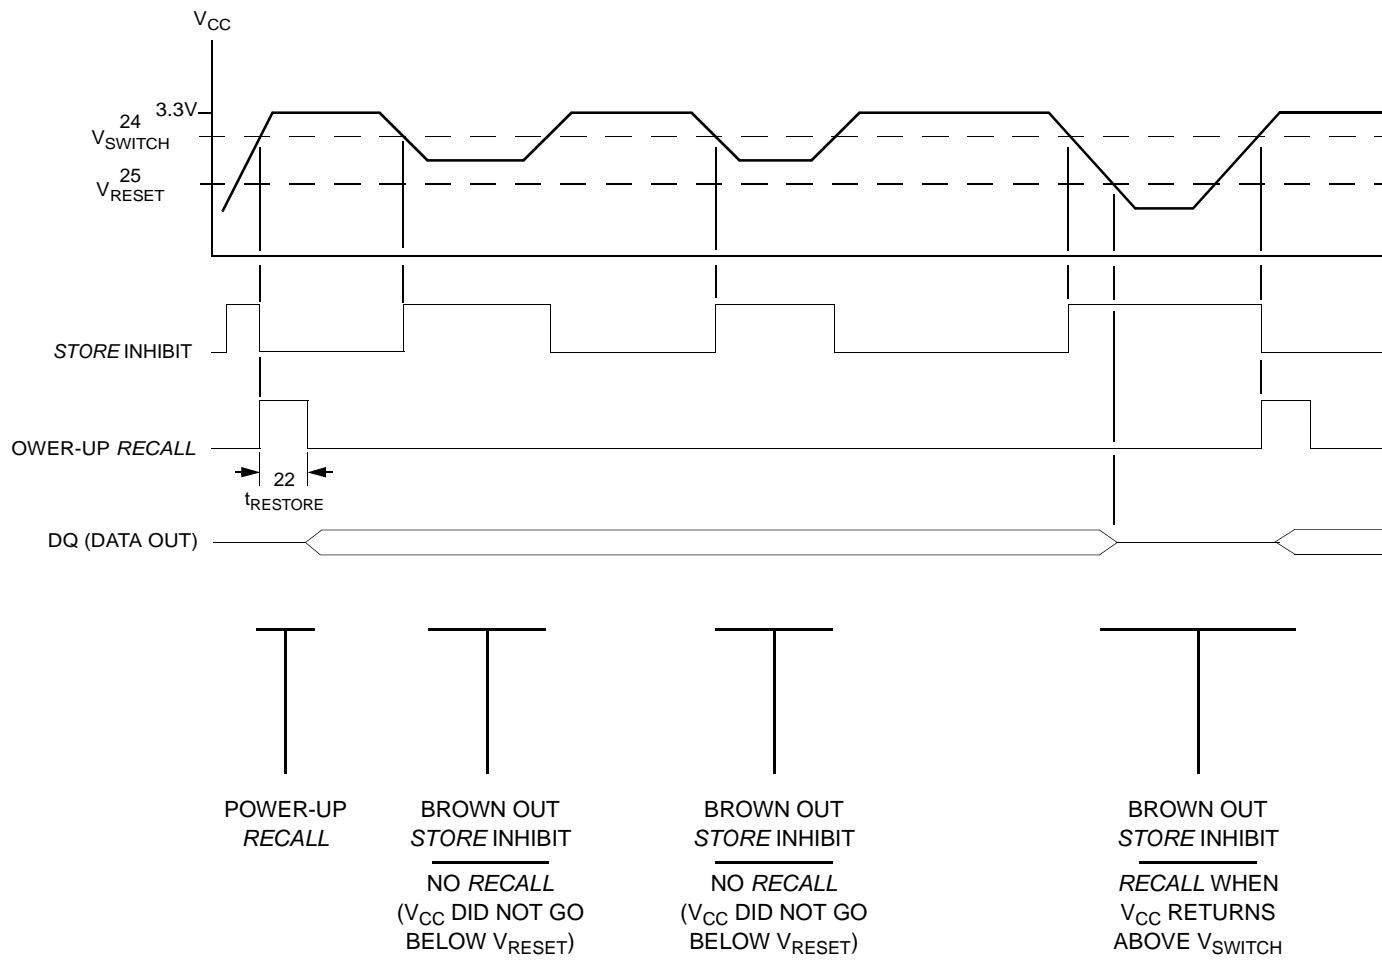 VCC
3.3V
24
VSWITCH
25
VRESET
STORE INHIBIT
OWER-UP RECALL
22
tRESTORE
DQ (DATA OUT)
POWER-UP
RECALL
BROWN OUT
STORE INHIBIT
NO RECALL
(VCC DID NOT GO
BELOW VRESET)
BROWN OUT
STORE INHIBIT
NO RECALL
(VCC DID NOT GO
BELOW VRESET)
BROWN OUT
STORE INHIBIT
RECALL WHEN
VCC RETURNS
ABOVE VSWITCH